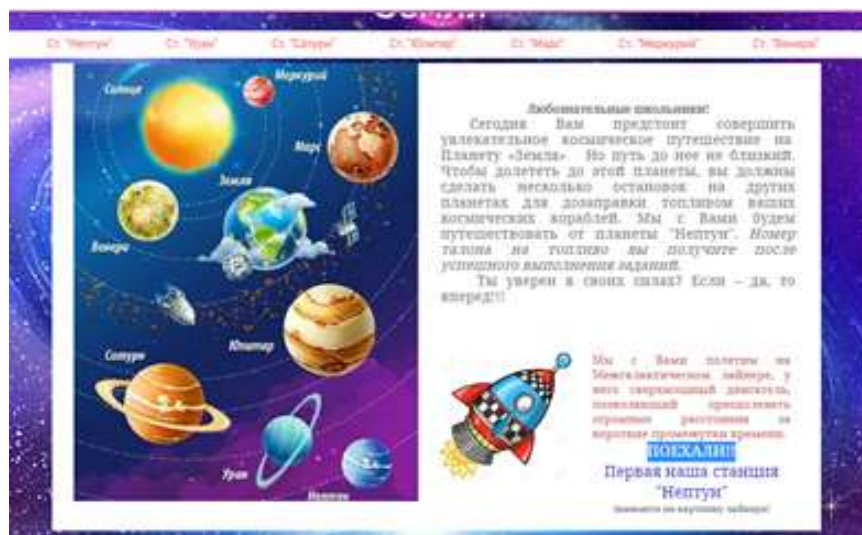 Ст. "Нептун" Ст. "Уран" Ст. "Сатурн" Ст. "Юпитер" Ст. "Марс" Ст. "Меркурий" Ст. "Венера"
Солнце
Меркурий
Марс
Земля
Венера
Юпитер
Сатурн
Уран
Нептун
Любознательные школьники!
Сегодня Вам предстоит совершить
увлекательное космическое путешествие на
Планету «Земля» Но путь до нее не близкий.
Чтобы долететь до этой планеты, вы должны
сделать несколько остановок на других
планетах для дозаправки топливом ваших
космических кораблей. Мы с Вами будем
путешествовать от планеты "Нептун". Номер
талона на топливо вы получите после
успешного выполнения заданий.
Ты уверен в своих силах? Если – да, то
вперед!!!
Мы с Вами полетим на
Межгалактическом лайнере, у
него сверхмощный двигатель,
позволяющий преодолевать
огромные расстояния за
короткие промежутки времени.
ПОЕХАЛИ!!
Первая наша станция
"Нептун"
(нажмите на картинку лайнера)